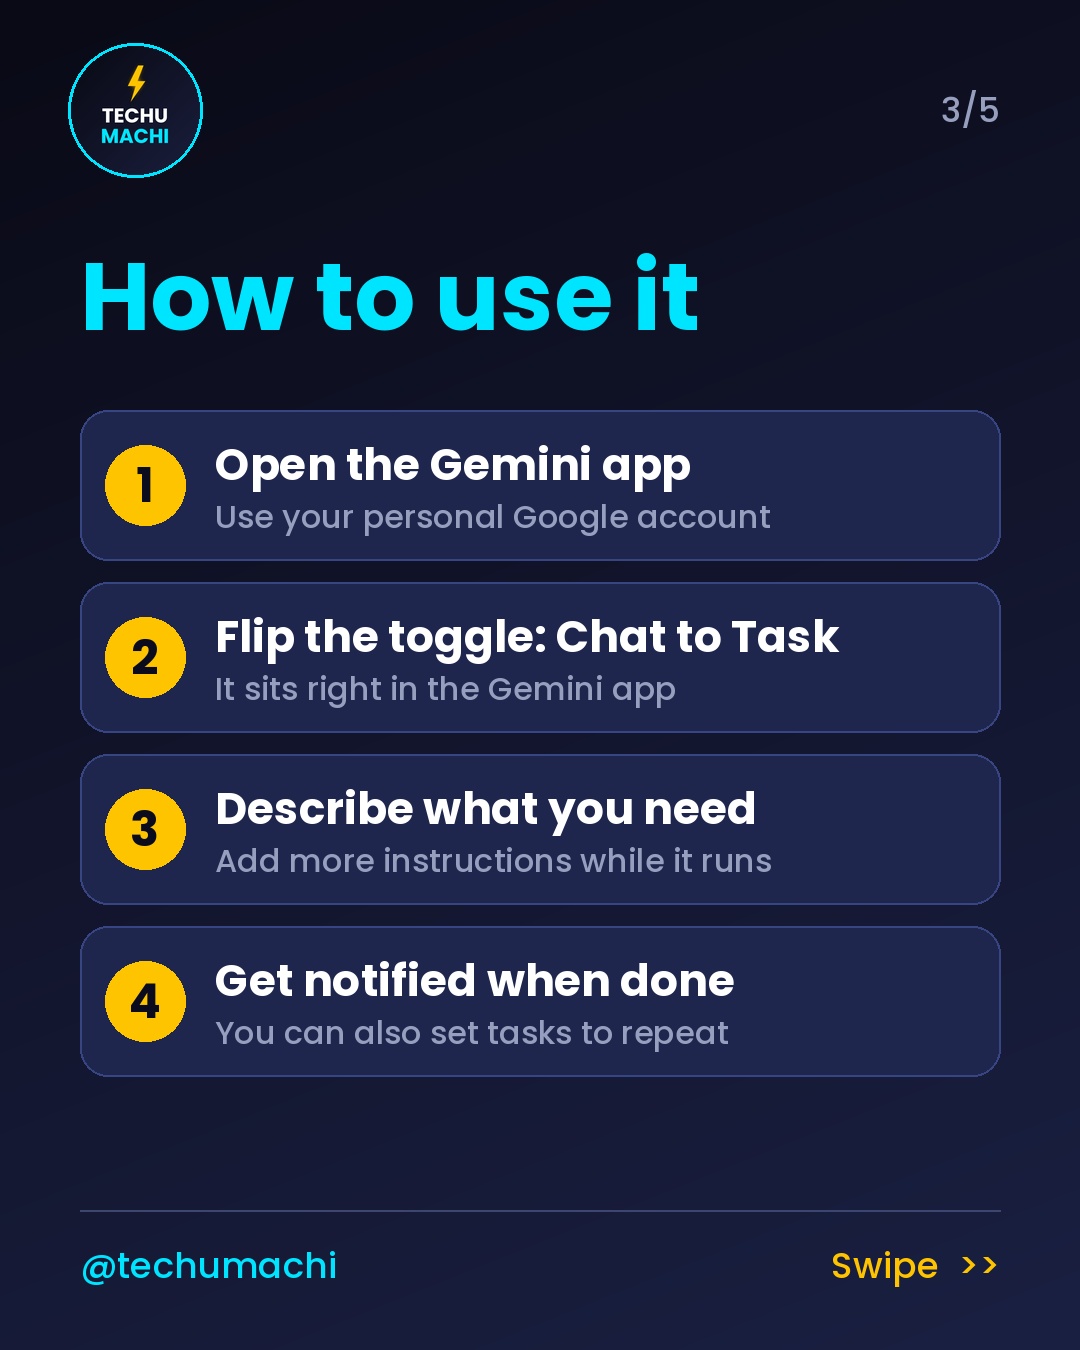 TECHU
MACHI
3/5
How to use it
1
Open the Gemini app
Use your personal Google account
2
Flip the toggle: Chat to Task
It sits right in the Gemini app
3
Describe what you need
Add more instructions while it runs
4
Get notified when done
You can also set tasks to repeat
@techumachi
Swipe >>